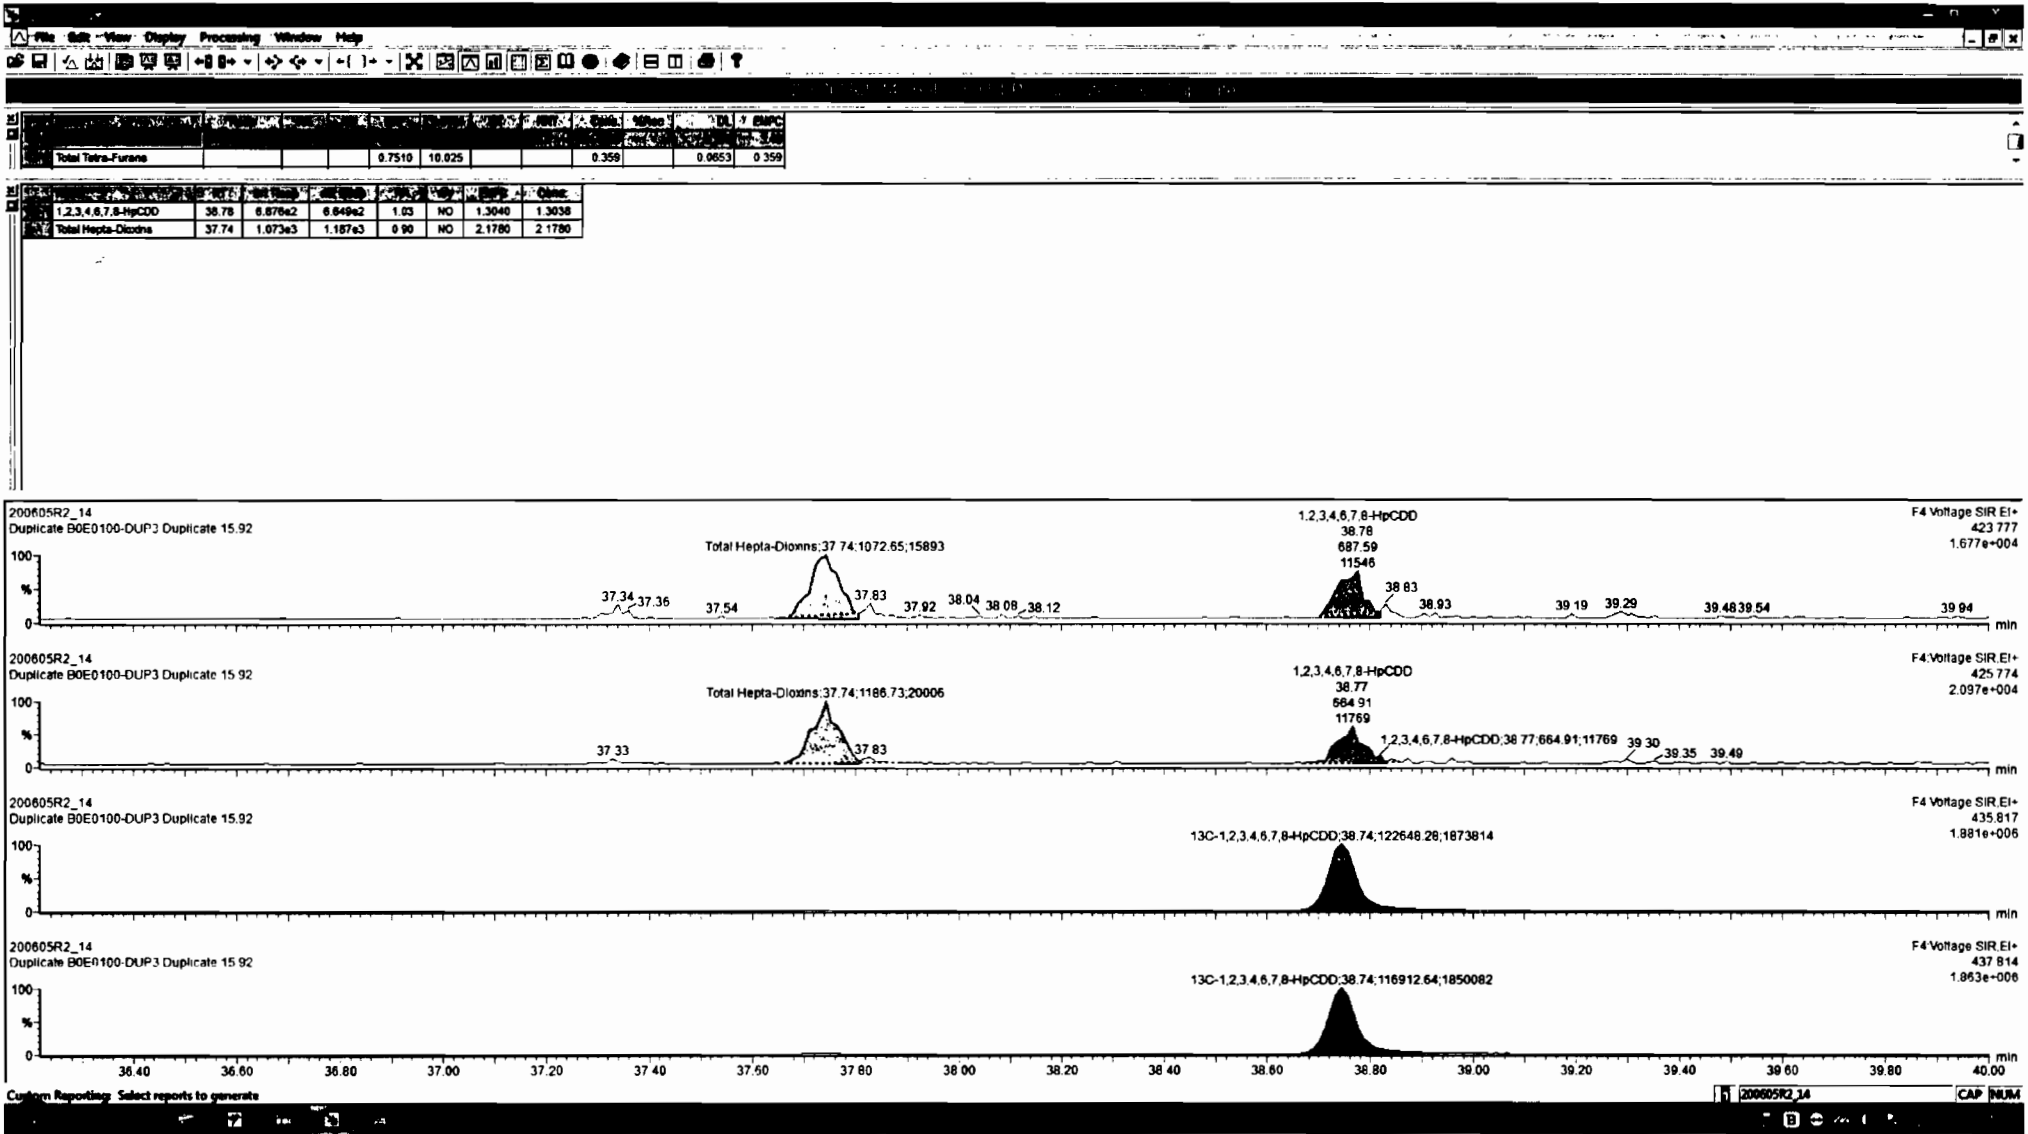 File Edit View Display Processing Window Help
Conc. %Rec DL EMPC
Total Tetra-Furans 0.7510 10.025 0.359 0.0653 0 359
1,2,3,4,6,7,8-HpCDD 38.78 6.876e2 6.649e2 1.03 NO 1.3040 1.3038
Total Hepta-Dioxins 37.74 1.073e3 1.187e3 0 90 NO 2.1780 2 1780
200605R2_14
Duplicate B0E0100-DUP3 Duplicate 15.92
F4 Voltage SIR,EI+
423 777
1.677e+004
1,2,3,4,6,7,8-HpCDD
38.78
687.59
11546
Total Hepta-Dioxins;37 74;1072.65;15893
100
%
0
37.34 37.36 37.54 37.83 37.92 38.04 38 08 38.12 38 83 38.93 39 19 39.29 39.48 39.54 39 94
min
200605R2_14
Duplicate B0E0100-DUP3 Duplicate 15 92
F4:Voltage SIR,EI+
425 774
2.097e+004
1,2,3,4,6,7,8-HpCDD
38.77
664 91
11769
Total Hepta-Dioxins;37.74;1186.73;20006
1,2,3,4,6,7,8-HpCDD;38 77;664.91;11769
100
%
0
37 33 37 83 39 30 39.35 39.49
min
200605R2_14
Duplicate B0E0100-DUP3 Duplicate 15.92
F4 Voltage SIR,EI+
435.817
1.881e+006
13C-1,2,3,4,6,7,8-HpCDD;38.74;122648.28;1873814
100
%
0
min
200605R2_14
Duplicate B0E0100-DUP3 Duplicate 15 92
F4 Voltage SIR,EI+
437 814
1.863e+006
13C-1,2,3,4,6,7,8-HpCDD;38.74;116912.64;1850082
100
%
0
min
36.40 36.60 36.80 37.00 37.20 37 40 37.60 37 80 38 00 38.20 38 40 38.60 38.80 39.00 39.20 39.40 39 60 39.80 40.00
Custom Reporting: Select reports to generate
200605R2_14 CAP NUM